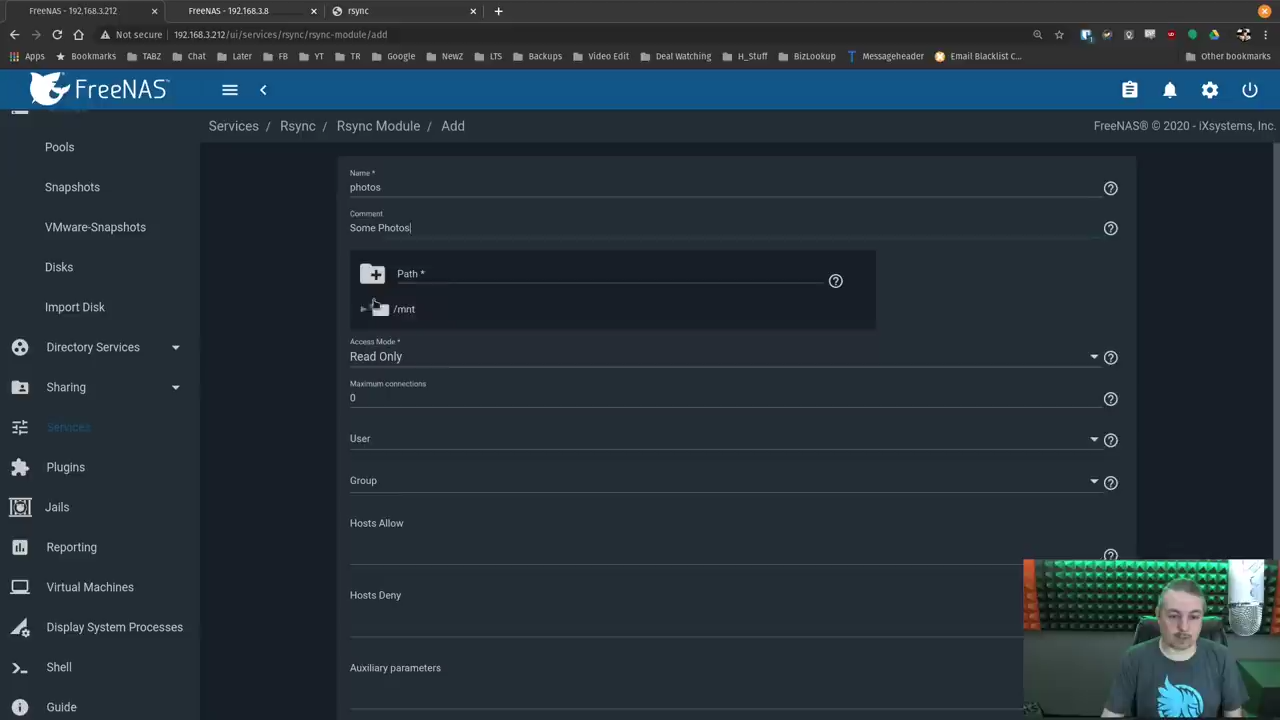 FreeNAS - 192.168.3.212
FreeNAS - 192.168.3.8
rsync
Not secure
192.168.3.212/ui/services/rsync/rsync-module/add
Apps
Bookmarks
TABZ
Chat
Later
FB
YT
TR
Google
NewZ
LTS
Backups
Video Edit
Deal Watching
H_Stuff
BizLookup
Messageheader
Email Blacklist C...
Other bookmarks
FreeNAS®
Services / Rsync / Rsync Module / Add
FreeNAS® © 2020 - iXsystems, Inc.
Pools
Snapshots
VMware-Snapshots
Disks
Import Disk
Directory Services
Sharing
Services
Plugins
Jails
Reporting
Virtual Machines
Display System Processes
Shell
Guide
Name *
photos
Comment
Some Photos
Path *
/mnt
Access Mode *
Read Only
Maximum connections
0
User
Group
Hosts Allow
Hosts Deny
Auxiliary parameters